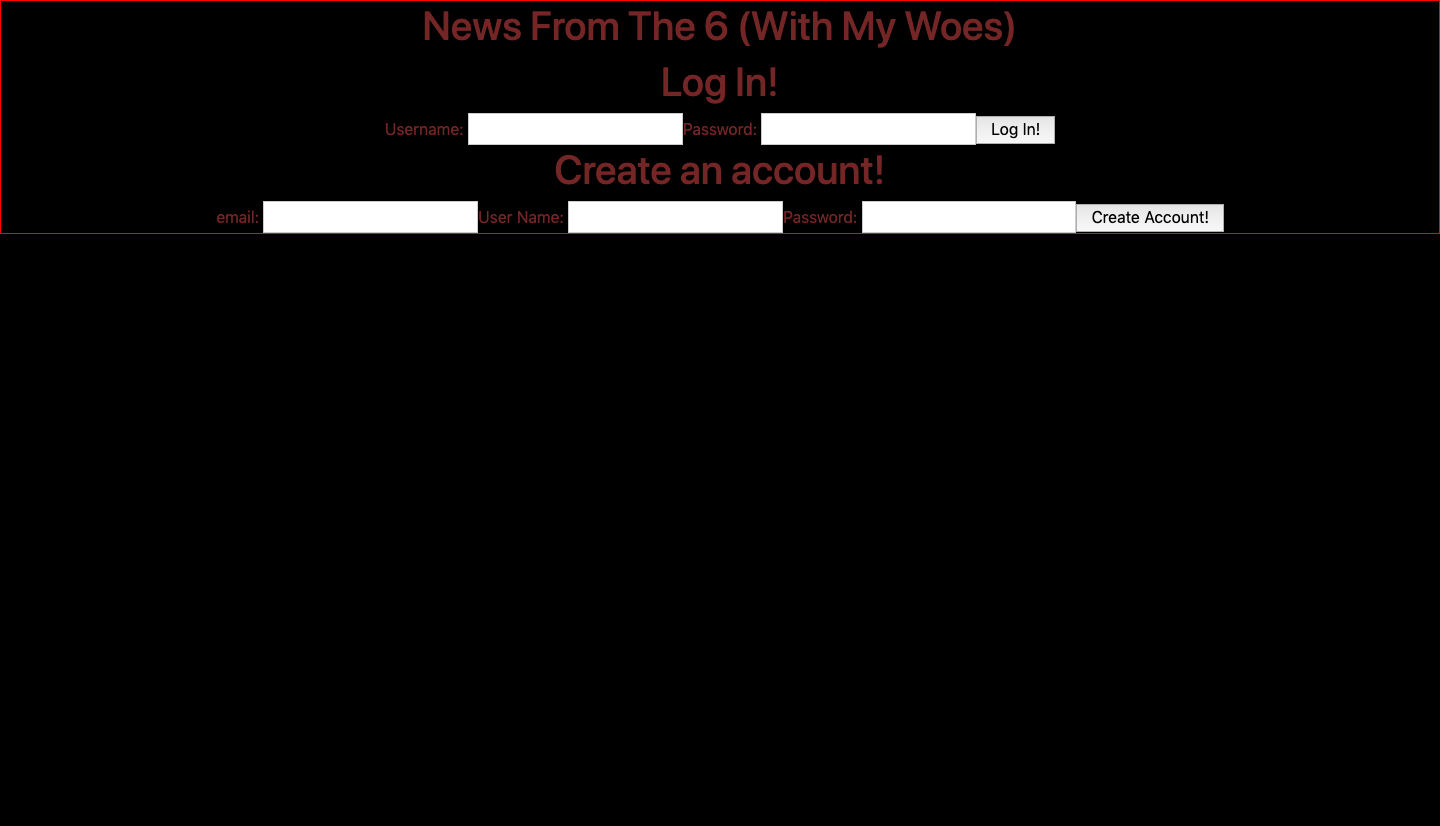 News From The 6 (With My Woes)
Log In!
Username: Password: Log In!
Create an account!
email: User Name: Password: Create Account!